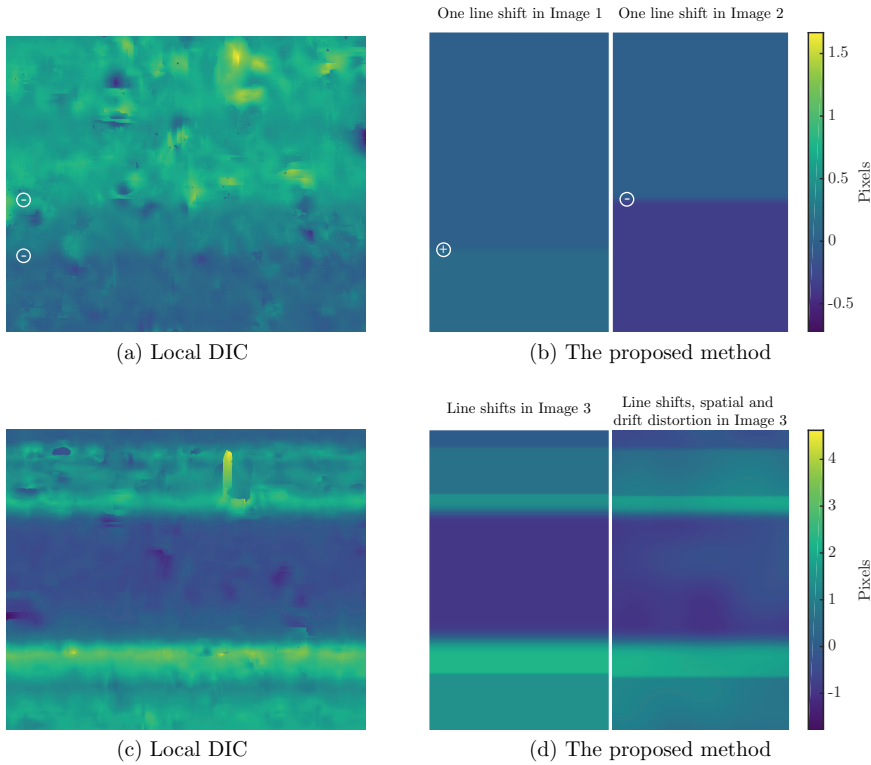 One line shift in Image 1
One line shift in Image 2
1.5
1
0.5
0
-0.5
Pixels
-
-
+
-
(a) Local DIC
(b) The proposed method
Line shifts in Image 3
Line shifts, spatial and
drift distortion in Image 3
4
3
2
1
0
-1
Pixels
(c) Local DIC
(d) The proposed method